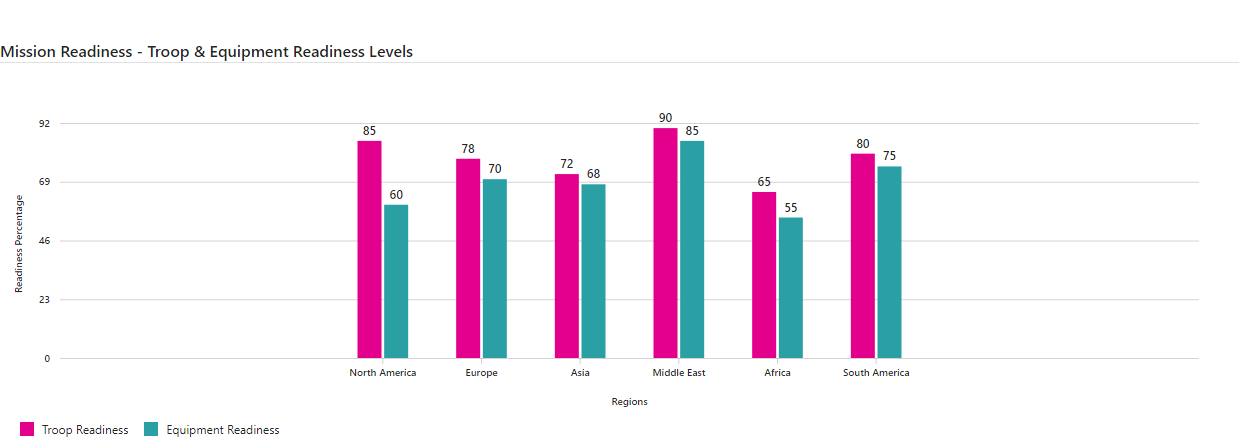 Mission Readiness - Troop & Equipment Readiness Levels
92
69
46
23
0
Readiness Percentage
85
60
78
70
72
68
90
85
65
55
80
75
North America
Europe
Asia
Middle East
Africa
South America
Regions
Troop Readiness
Equipment Readiness